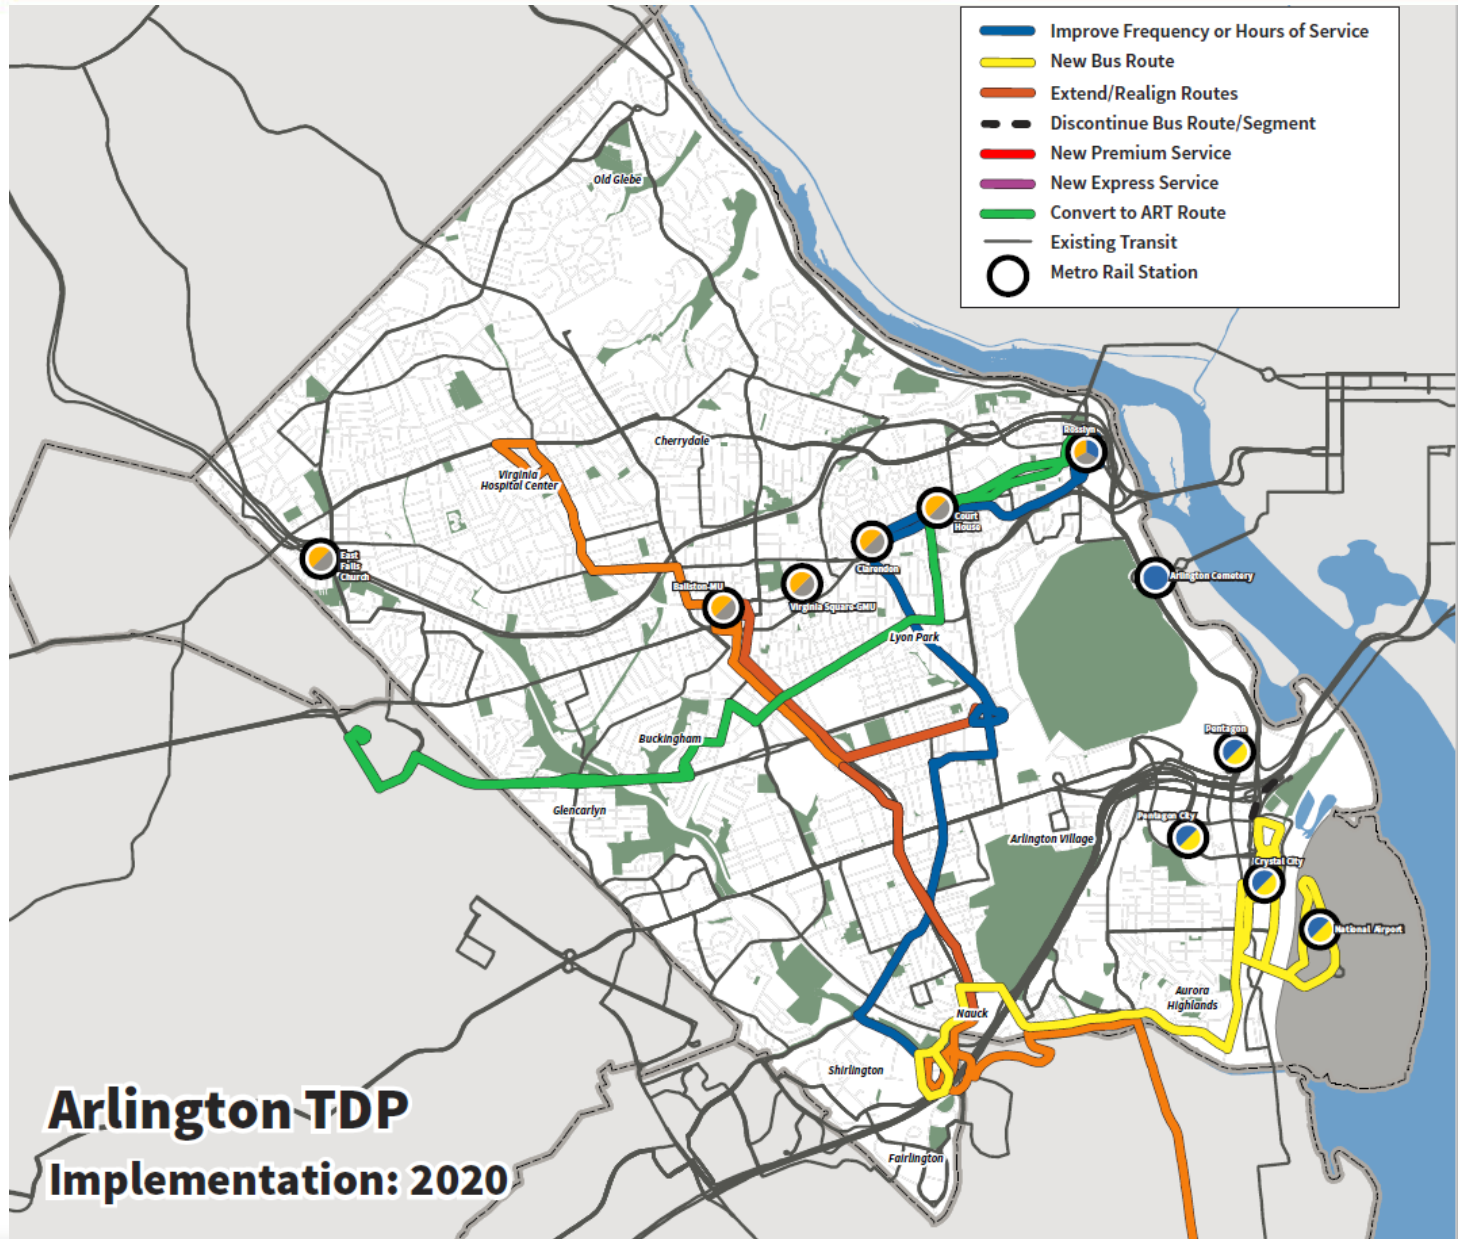 Improve Frequency or Hours of Service
New Bus Route
Extend/Realign Routes
Discontinue Bus Route/Segment
New Premium Service
New Express Service
Convert to ART Route
Existing Transit
Metro Rail Station
Old Glebe
Rosslyn
Cherrydale
Virginia
Hospital Center
Court
House
East
Falls
Church
Clarendon
Arlington Cemetery
Ballston-MU
Virginia Square-GMU
Lyon Park
Pentagon
Buckingham
Glencarlyn
Pentagon City
Arlington Village
Crystal City
National Airport
Aurora
Highlands
Nauck
Shirlington
Fairlington
Arlington TDP
Implementation: 2020